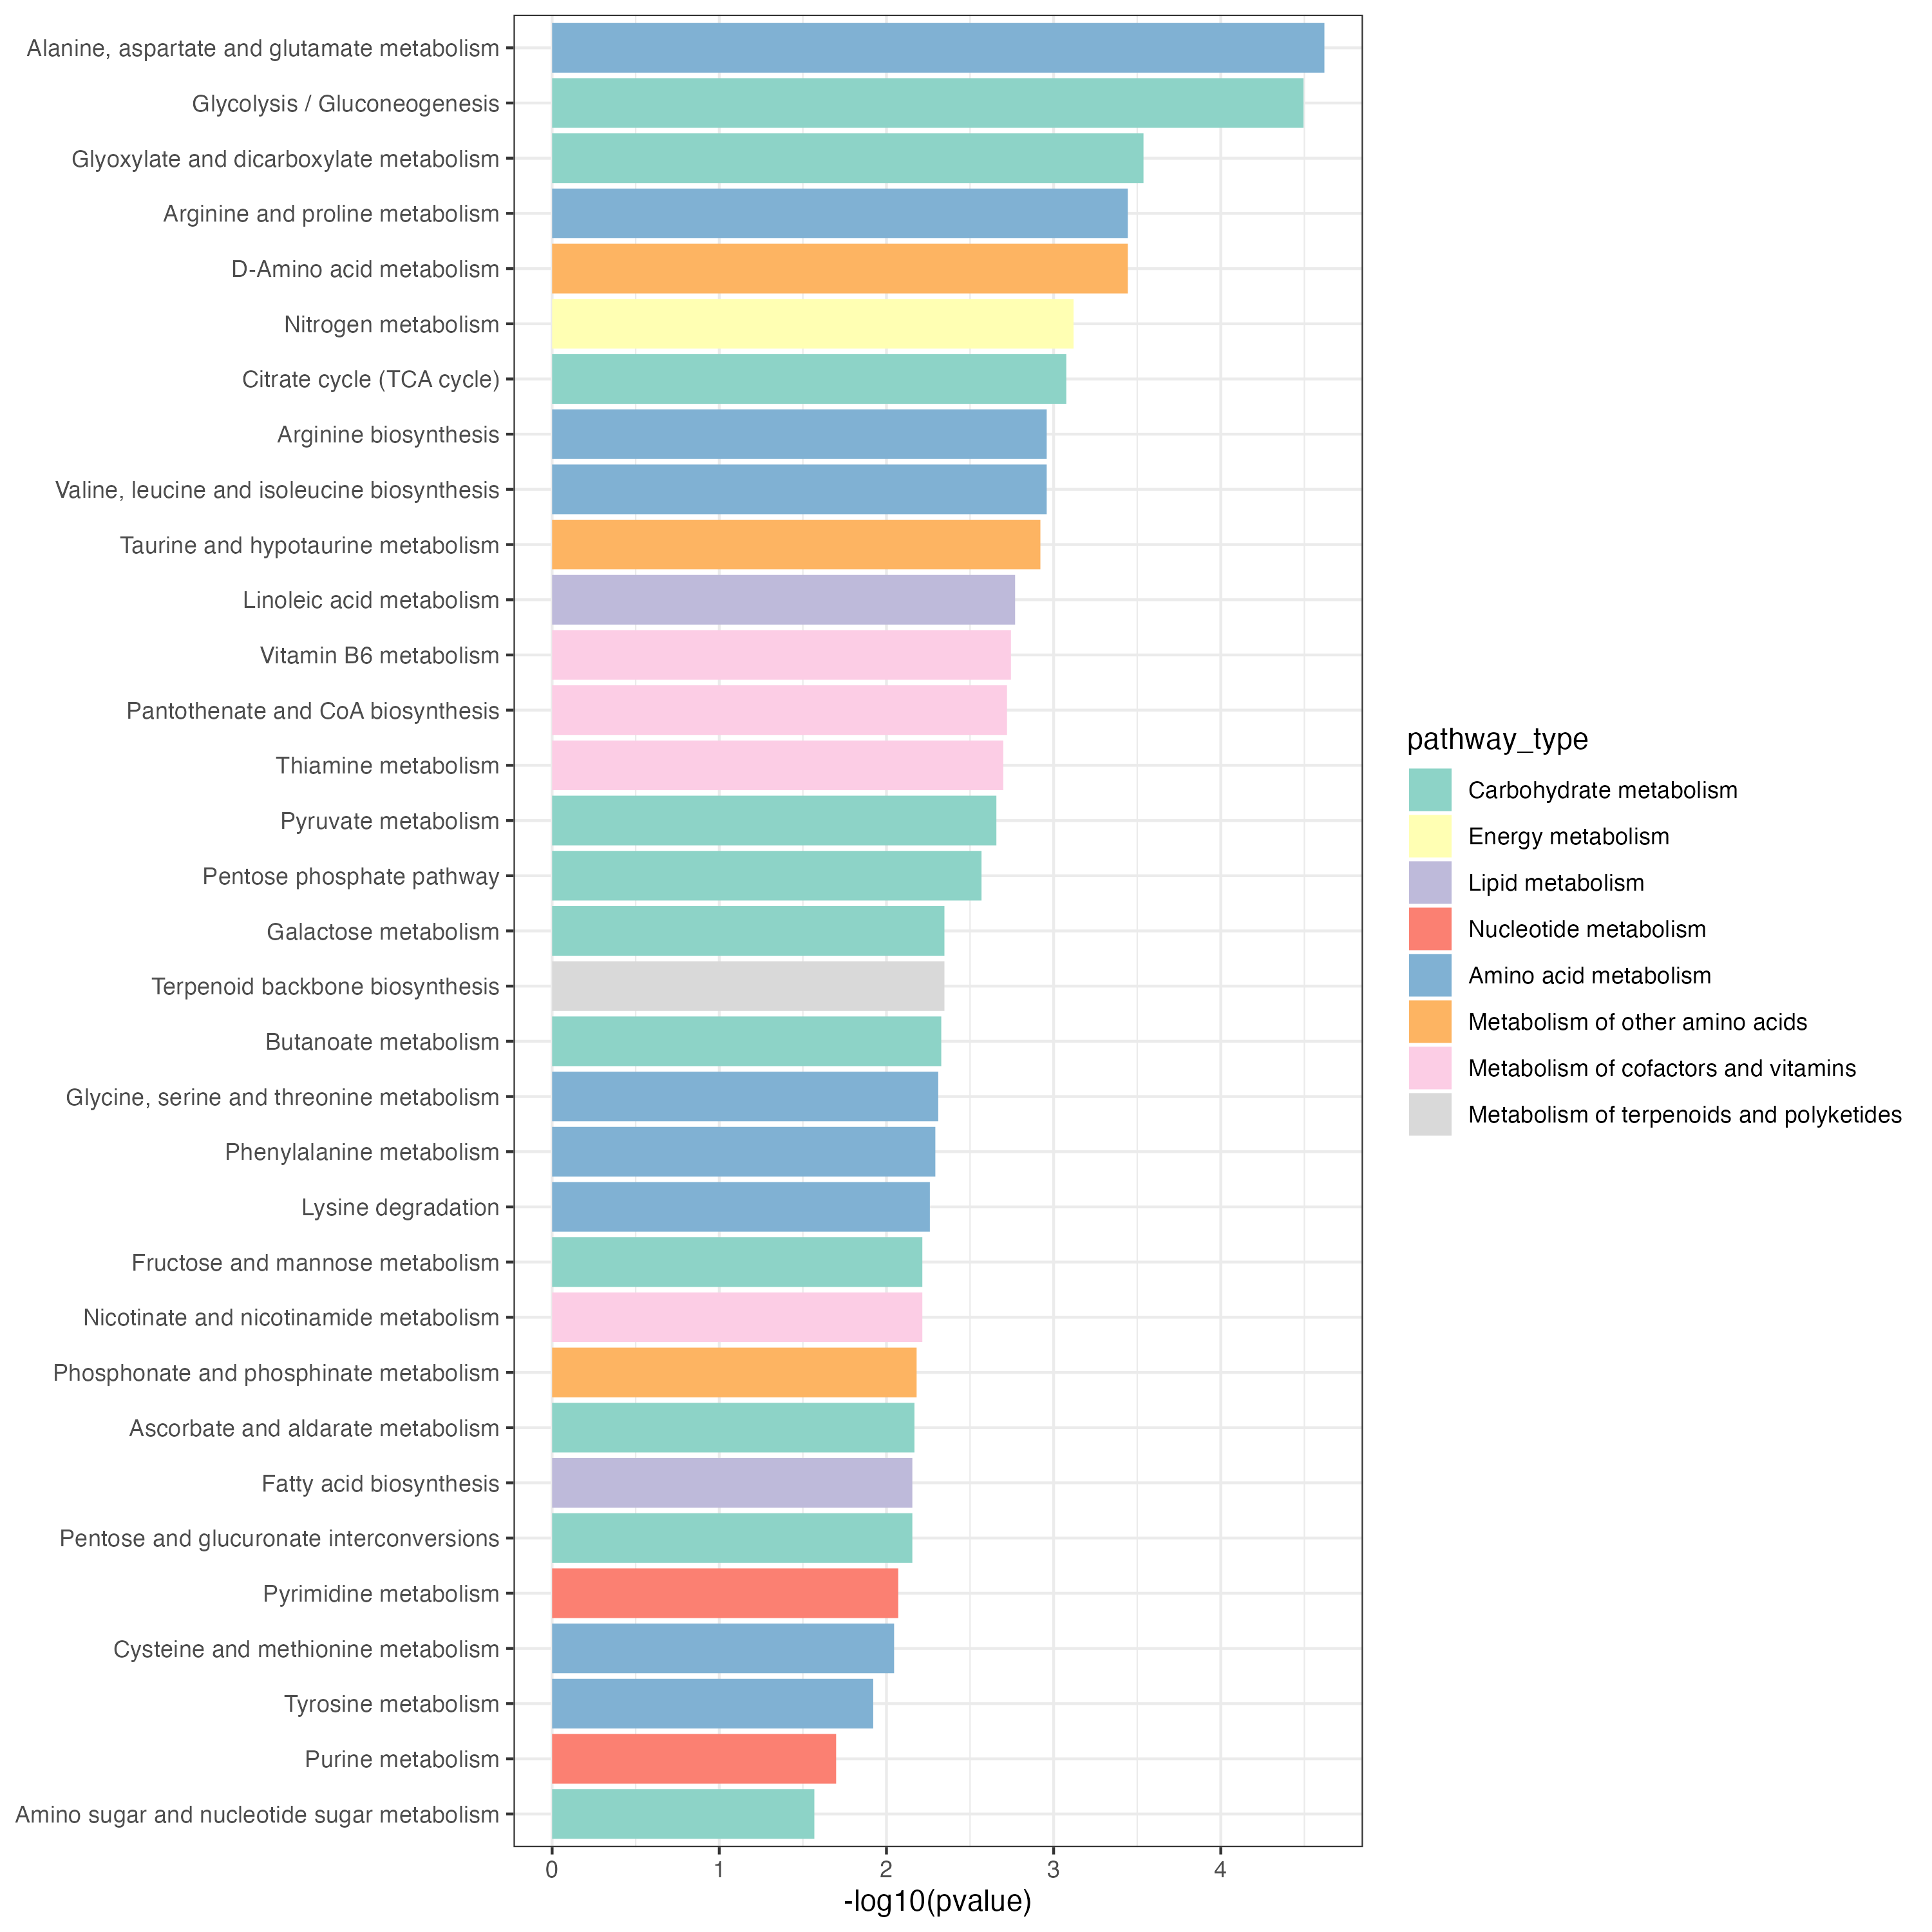 Alanine, aspartate and glutamate metabolism
Glycolysis / Gluconeogenesis
Glyoxylate and dicarboxylate metabolism
Arginine and proline metabolism
D-Amino acid metabolism
Nitrogen metabolism
Citrate cycle (TCA cycle)
Arginine biosynthesis
Valine, leucine and isoleucine biosynthesis
Taurine and hypotaurine metabolism
Linoleic acid metabolism
Vitamin B6 metabolism
Pantothenate and CoA biosynthesis
Thiamine metabolism
Pyruvate metabolism
Pentose phosphate pathway
Galactose metabolism
Terpenoid backbone biosynthesis
Butanoate metabolism
Glycine, serine and threonine metabolism
Phenylalanine metabolism
Lysine degradation
Fructose and mannose metabolism
Nicotinate and nicotinamide metabolism
Phosphonate and phosphinate metabolism
Ascorbate and aldarate metabolism
Fatty acid biosynthesis
Pentose and glucuronate interconversions
Pyrimidine metabolism
Cysteine and methionine metabolism
Tyrosine metabolism
Purine metabolism
Amino sugar and nucleotide sugar metabolism
0 1 2 3 4
-log10(pvalue)
pathway_type
Carbohydrate metabolism
Energy metabolism
Lipid metabolism
Nucleotide metabolism
Amino acid metabolism
Metabolism of other amino acids
Metabolism of cofactors and vitamins
Metabolism of terpenoids and polyketides